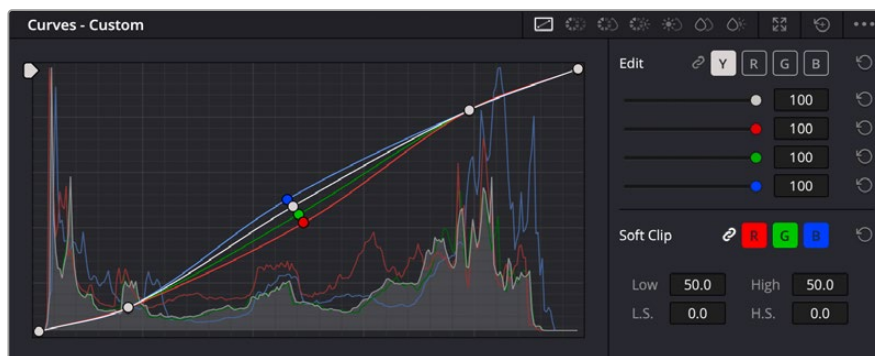 Curves - Custom
Edit Y R G B
100
100
100
100
Soft Clip R G B
Low 50.0 High 50.0
L.S. 0.0 H.S. 0.0